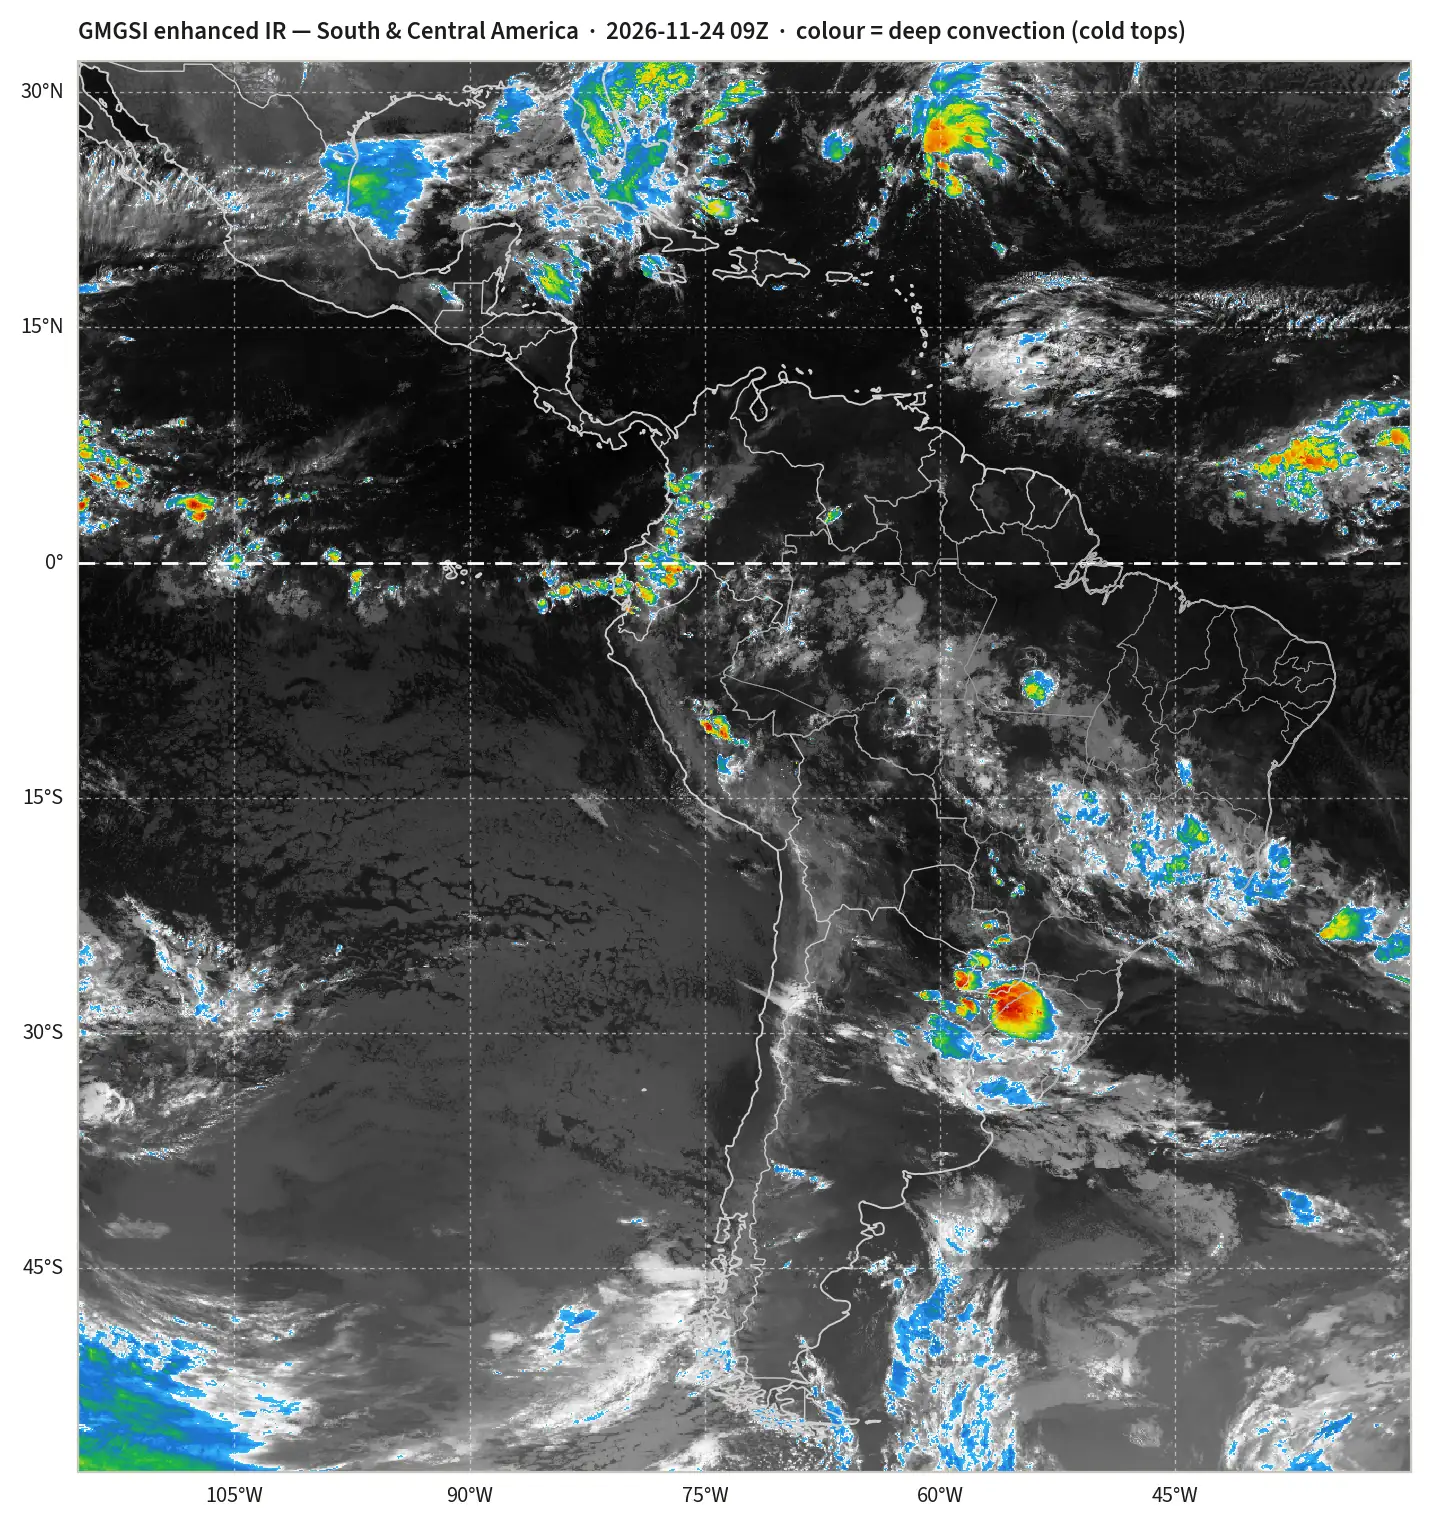 GMGSI enhanced IR — South & Central America · 2026-11-24 09Z · colour = deep convection (cold tops)
30°N
15°N
0°
15°S
30°S
45°S
105°W
90°W
75°W
60°W
45°W